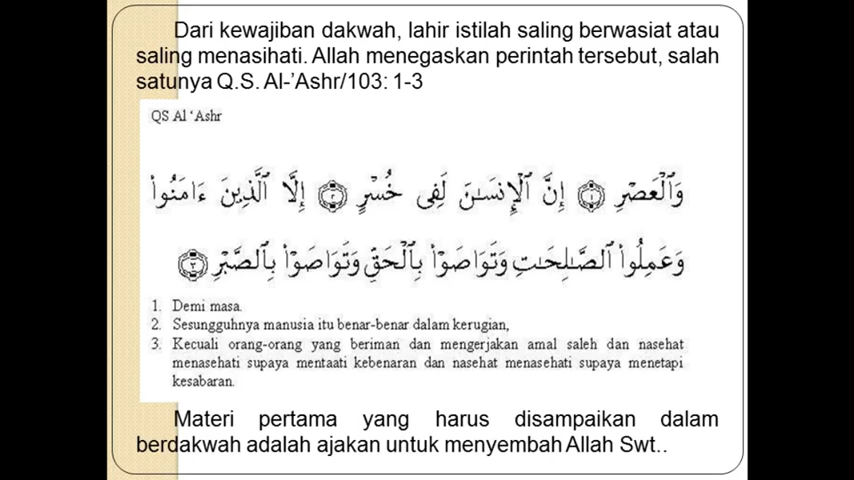 Dari kewajiban dakwah, lahir istilah saling berwasiat atau
saling menasihati. Allah menegaskan perintah tersebut, salah
satunya Q.S. Al-’Ashr/103: 1-3
QS Al ‘Ashr
وَٱلْعَصْرِ ١ إِنَّ ٱلْإِنسَـٰنَ لَفِى خُسْرٍ ٢ إِلَّا ٱلَّذِينَ ءَامَنُوا۟
وَعَمِلُوا۟ ٱلصَّـٰلِحَـٰتِ وَتَوَاصَوْا۟ بِٱلْحَقِّ وَتَوَاصَوْا۟ بِٱلصَّبْرِ ٣
1. Demi masa.
2. Sesungguhnya manusia itu benar-benar dalam kerugian,
3. Kecuali orang-orang yang beriman dan mengerjakan amal saleh dan nasehat
menasehati supaya mentaati kebenaran dan nasehat menasehati supaya menetapi
kesabaran.
Materi pertama yang harus disampaikan dalam
berdakwah adalah ajakan untuk menyembah Allah Swt..